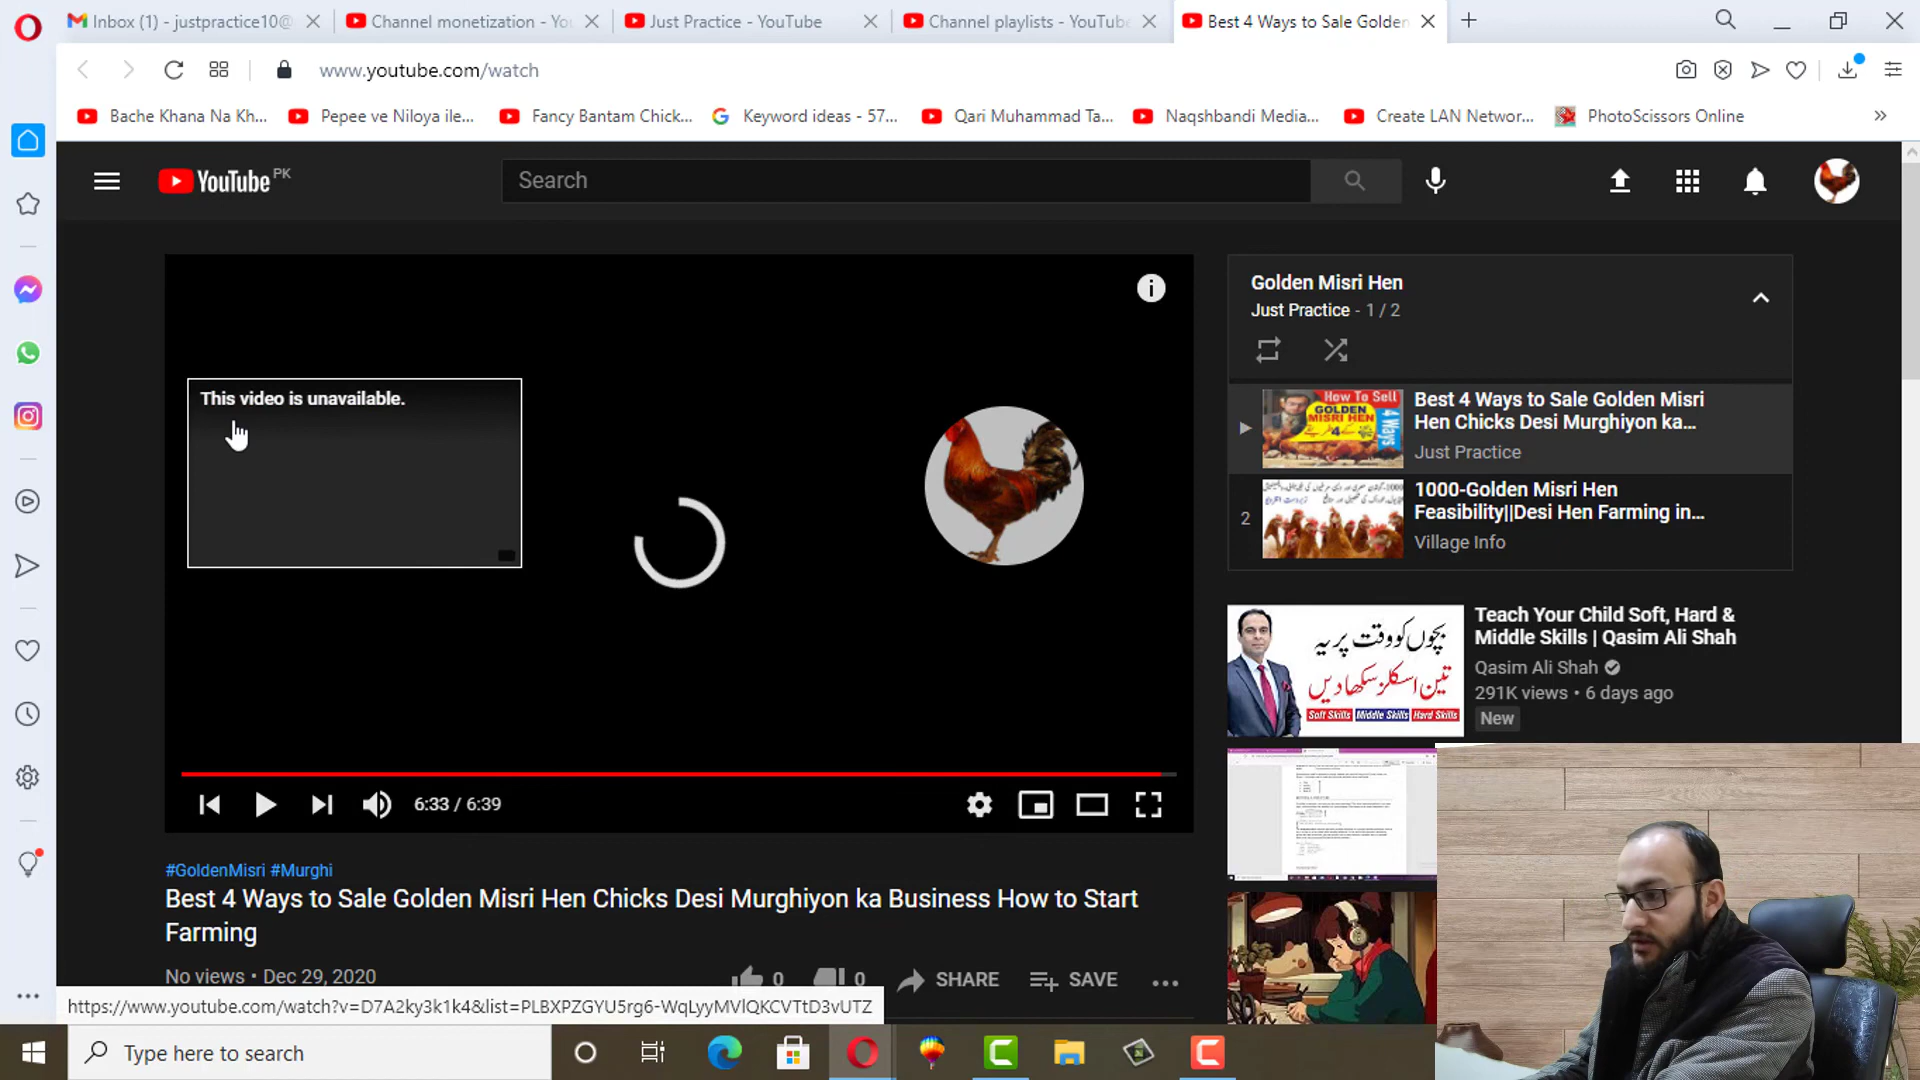 Inbox (1) - justpractice10@
Channel monetization - You
Just Practice - YouTube
Channel playlists - YouTube
Best 4 Ways to Sale Golden
www.youtube.com/watch
Bache Khana Na Kh...
Pepee ve Niloya ile...
Fancy Bantam Chick...
Keyword ideas - 57...
Qari Muhammad Ta...
Naqshbandi Media...
Create LAN Networ...
PhotoScissors Online
YouTube PK
Search
This video is unavailable.
6:33 / 6:39
Golden Misri Hen
Just Practice - 1 / 2
How To Sell
GOLDEN
MISRI HEN
4 Ways
Best 4 Ways to Sale Golden Misri
Hen Chicks Desi Murghiyon ka...
Just Practice
2
1000-Golden Misri Hen
Feasibility||Desi Hen Farming in...
Village Info
بچوں کو وقت پر یہ
تین اسکلز سکھا دیں
Soft Skills Middle Skills Hard Skills
Teach Your Child Soft, Hard &
Middle Skills | Qasim Ali Shah
Qasim Ali Shah
291K views • 6 days ago
New
#GoldenMisri #Murghi
Best 4 Ways to Sale Golden Misri Hen Chicks Desi Murghiyon ka Business How to Start
Farming
No views • Dec 29, 2020
0
0
SHARE
SAVE
https://www.youtube.com/watch?v=D7A2ky3k1k4&list=PLBXPZGYU5rg6-WqLyyMVlQKCVTtD3vUTZ
Type here to search